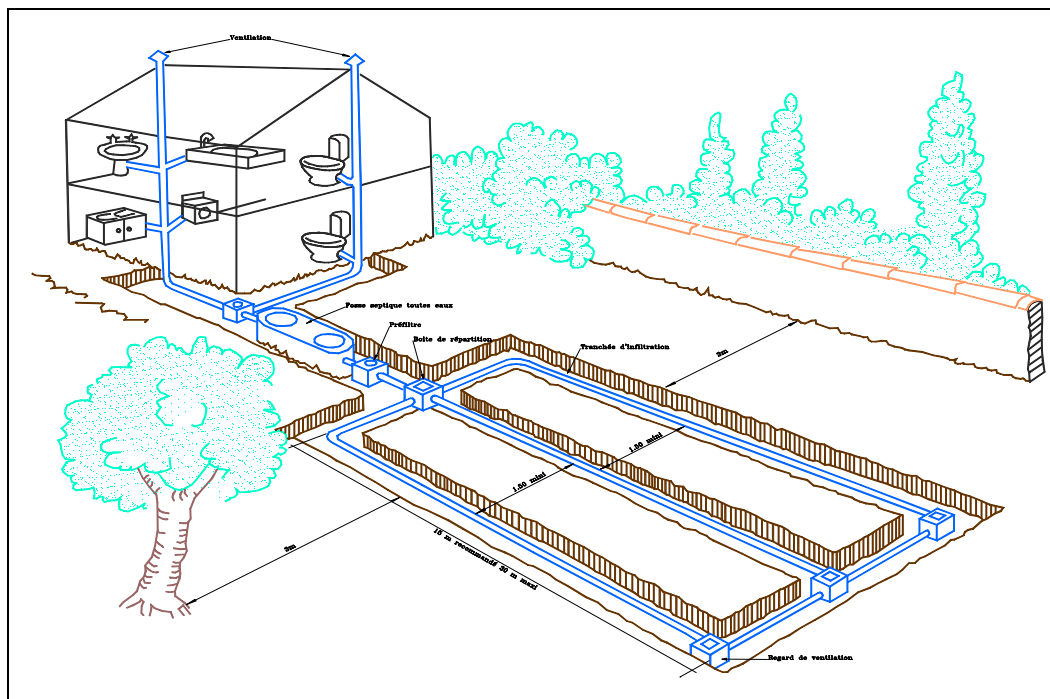 Ventilation
Fosse septique toutes eaux
Préfiltre
Boite de répartition
Tranchée d'infiltration
3m
1.50 mini
1.50 mini
3m
15 m recommandé 30 m maxi
Regard de ventilation